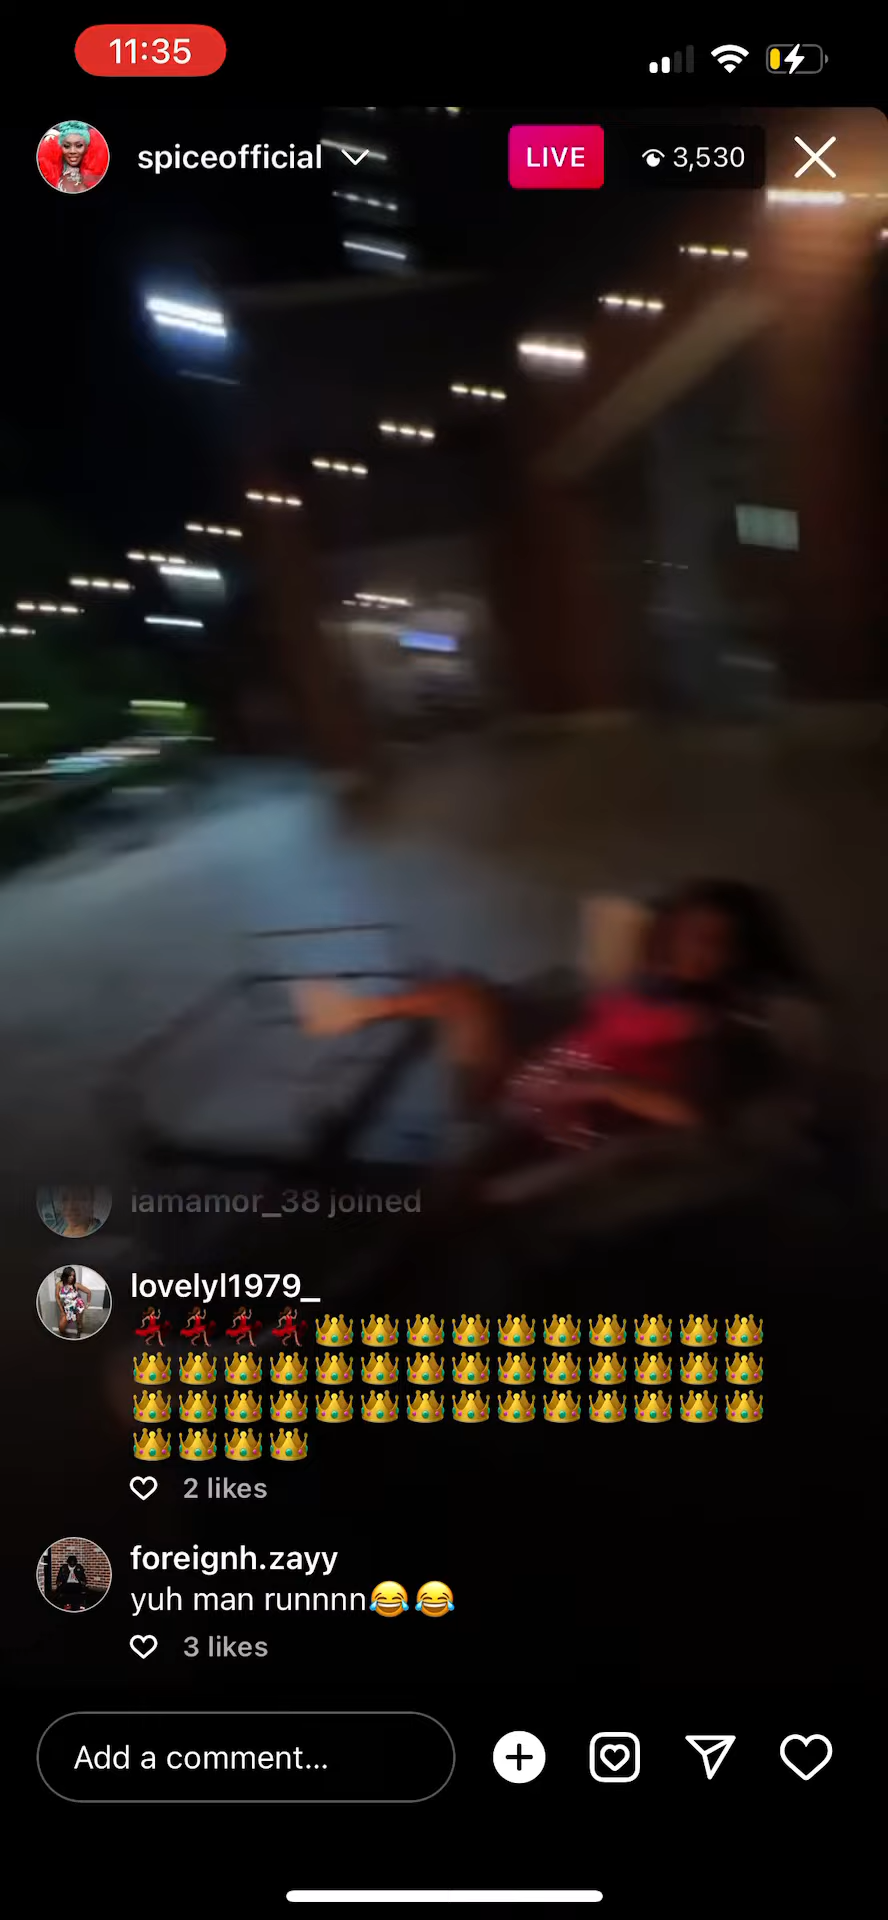 11:35
spiceofficial
LIVE
3,530
iamamor_38 joined
lovelyl1979_
💃💃💃💃👑👑👑👑👑👑👑👑👑👑
👑👑👑👑👑👑👑👑👑👑👑👑👑👑
👑👑👑👑👑👑👑👑👑👑👑👑👑👑
👑👑👑👑
2 likes
foreignh.zayy
yuh man runnnn😂😂
3 likes
Add a comment...